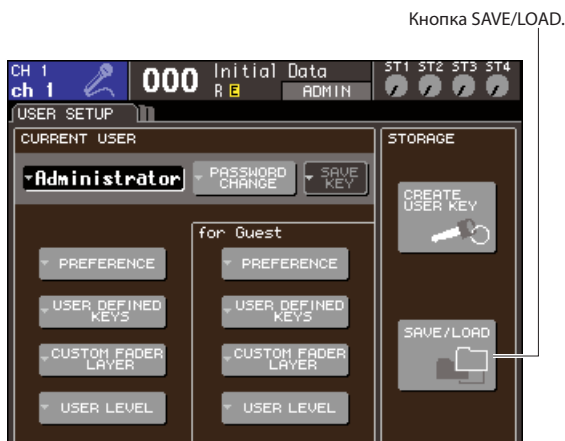 Кнопка SAVE/LOAD.
CH 1
ch 1
000
Initial Data
R E
ADMIN
ST1 ST2 ST3 ST4
USER SETUP
CURRENT USER
Administrator
PASSWORD
CHANGE
SAVE
KEY
for Guest
PREFERENCE
PREFERENCE
USER DEFINED
KEYS
USER DEFINED
KEYS
CUSTOM FADER
LAYER
CUSTOM FADER
LAYER
USER LEVEL
USER LEVEL
STORAGE
CREATE
USER KEY
SAVE/LOAD